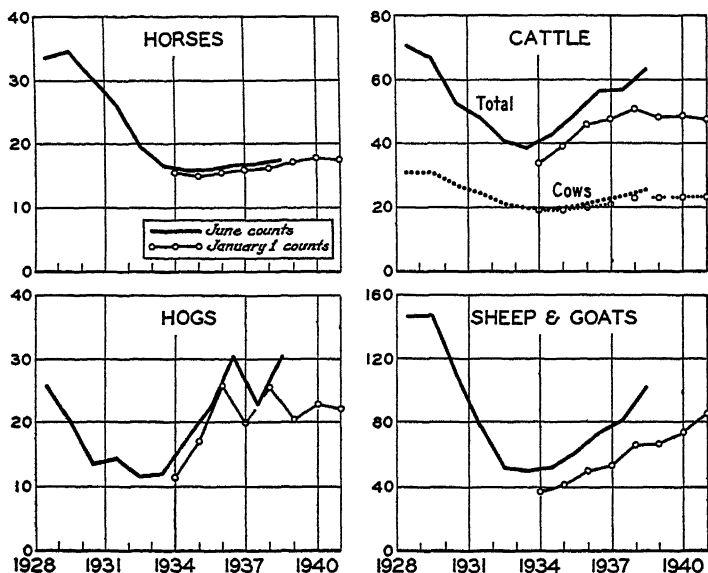 HORSES
40
30
20
10
0
June counts
January 1 counts
CATTLE
80
60
40
20
0
Total
Cows
HOGS
40
30
20
10
0
1928 1931 1934 1937 1940
SHEEP & GOATS
160
120
80
40
0
1928 1931 1934 1937 1940